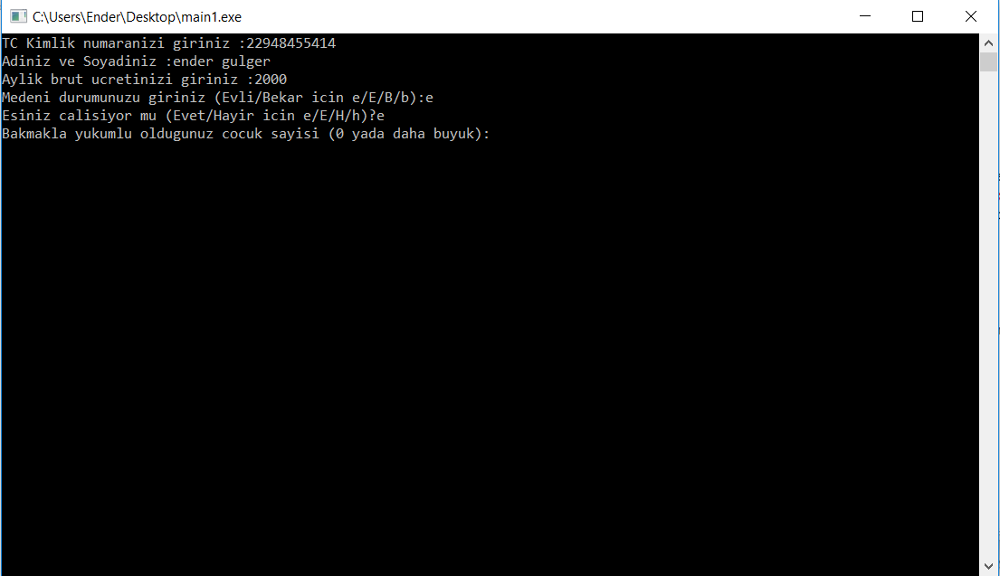 C:\Users\Ender\Desktop\main1.exe
TC Kimlik numaranizi giriniz :22948455414
Adiniz ve Soyadiniz :ender gulger
Aylik brut ucretinizi giriniz :2000
Medeni durumunuzu giriniz (Evli/Bekar icin e/E/B/b):e
Esiniz calisiyor mu (Evet/Hayir icin e/E/H/h)?e
Bakmakla yukumlu oldugunuz cocuk sayisi (0 yada daha buyuk):